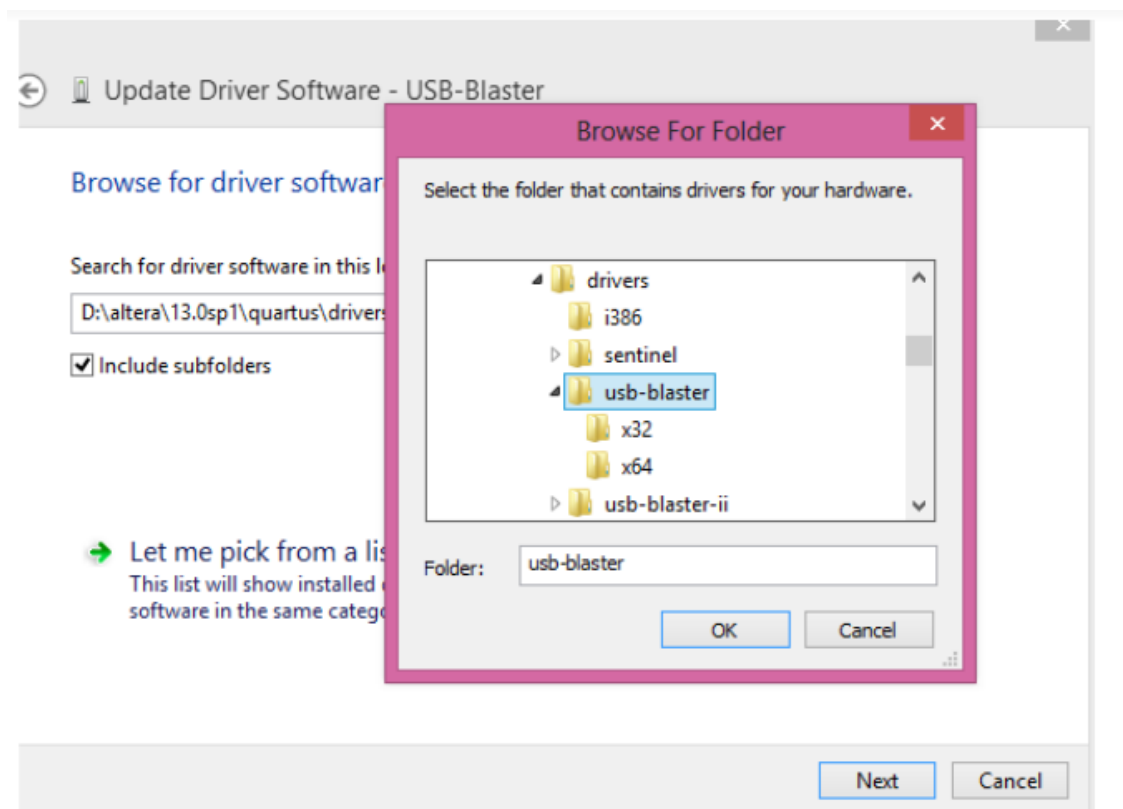 Update Driver Software - USB-Blaster
Browse For Folder
Browse for driver softwar
Select the folder that contains drivers for your hardware.
Search for driver software in this l
D:\altera\13.0sp1\quartus\drivers
Include subfolders
drivers
i386
sentinel
usb-blaster
x32
x64
usb-blaster-ii
Let me pick from a lis
This list will show installed
software in the same catego
Folder:
usb-blaster
OK
Cancel
Next
Cancel